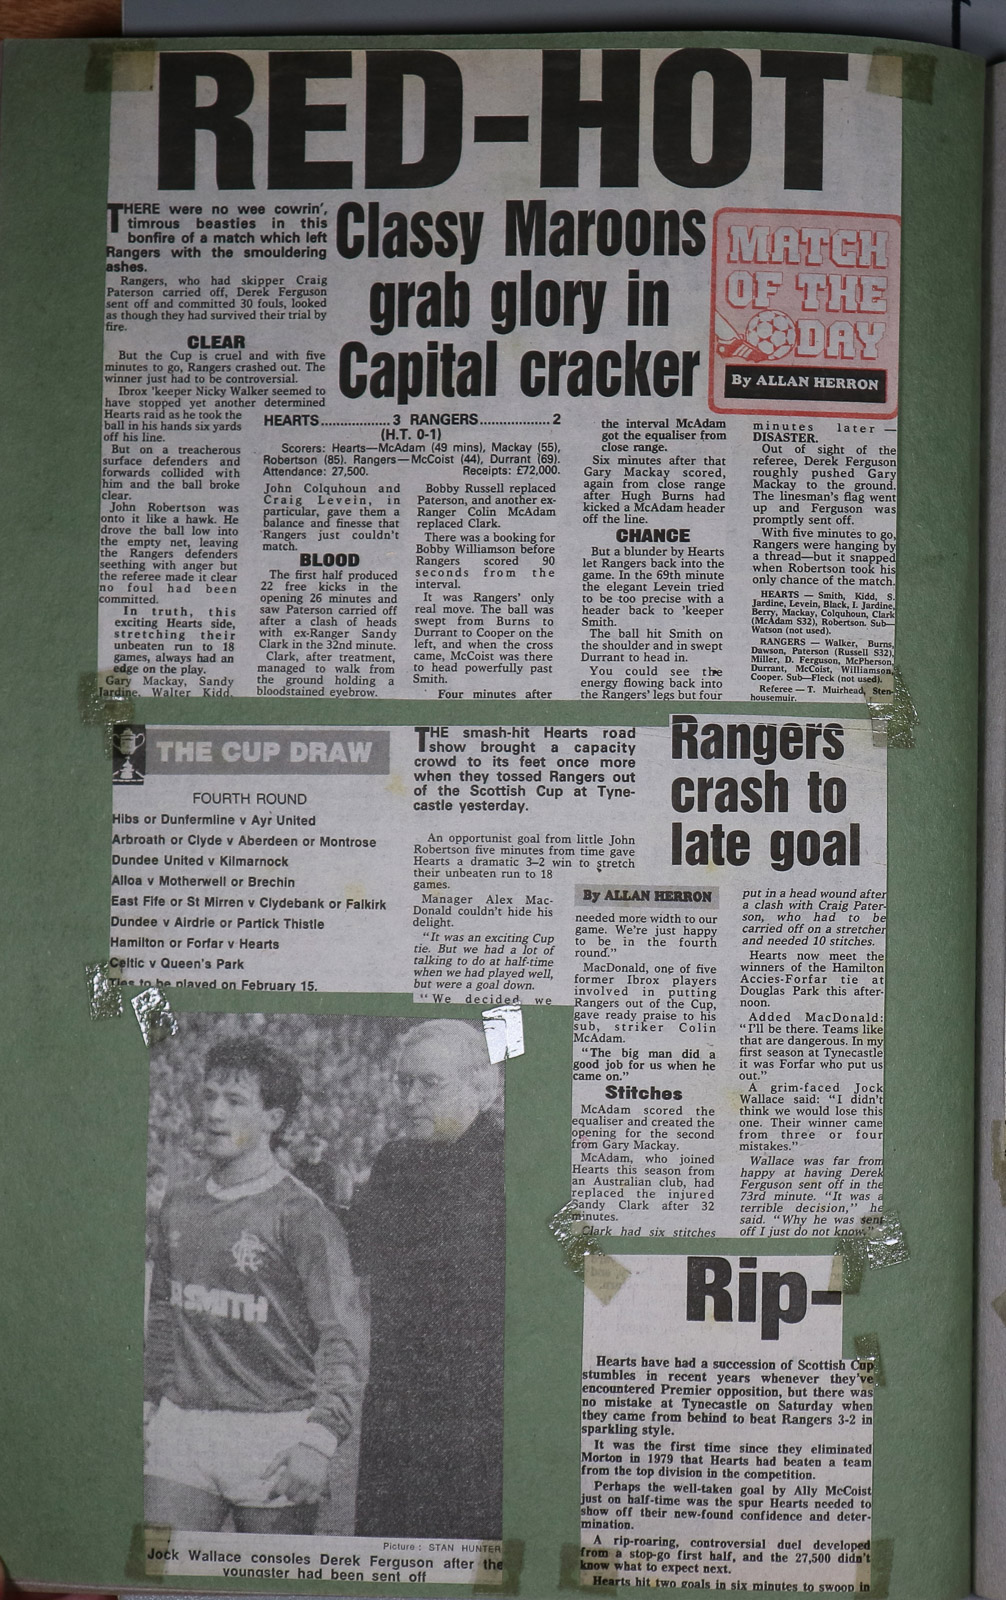 RED-HOT
THERE were no wee cowrin',
timrous beasties in this
bonfire of a match which left
Rangers with the smouldering
ashes.
Rangers, who had skipper Craig
Paterson carried off, Derek Ferguson
sent off and committed 30 fouls, looked
as though they had survived their trial by
fire.
CLEAR
But the Cup is cruel and with five
minutes to go, Rangers crashed out. The
winner just had to be controversial.
Ibrox 'keeper Nicky Walker seemed to
have stopped yet another determined
Hearts raid as he took the
ball in his hands six yards
off his line.
But on a treacherous
surface defenders and
forwards collided with
him and the ball broke
clear.
John Robertson was
onto it like a hawk. He
drove the ball low into
the empty net, leaving
the Rangers defenders
seething with anger but
the referee made it clear
no foul had been
committed.
In truth, this
exciting Hearts side,
stretching their
unbeaten run to 18
games, always had an
edge on the play.
Gary Mackay, Sandy
Jardine, Walter Kidd,
Classy Maroons
grab glory in
Capital cracker
MATCH
OF THE
DAY
By ALLAN HERRON
HEARTS................. 3 RANGERS.................. 2
(H.T. 0-1)
Scorers: Hearts—McAdam (49 mins), Mackay (55),
Robertson (85). Rangers—McCoist (44), Durrant (69).
Attendance: 27,500. Receipts: £72,000.
John Colquhoun and
Craig Levein, in
particular, gave them a
balance and finesse that
Rangers just couldn't
match.
BLOOD
The first half produced
22 free kicks in the
opening 26 minutes and
saw Paterson carried off
after a clash of heads
with ex-Ranger Sandy
Clark in the 32nd minute.
Clark, after treatment,
managed to walk from
the ground holding a
bloodstained eyebrow.
Bobby Russell replaced
Paterson, and another ex-
Ranger Colin McAdam
replaced Clark.
There was a booking for
Bobby Williamson before
Rangers scored 90
seconds from the
interval.
It was Rangers' only
real move. The ball was
swept from Burns to
Durrant to Cooper on the
left, and when the cross
came, McCoist was there
to head powerfully past
Smith.
Four minutes after
the interval McAdam
got the equaliser from
close range.
Six minutes after that
Gary Mackay scored,
again from close range
after Hugh Burns had
kicked a McAdam header
off the line.
CHANGE
But a blunder by Hearts
let Rangers back into the
game. In the 69th minute
the elegant Levein tried
to be too precise with a
header back to 'keeper
Smith.
The ball hit Smith on
the shoulder and in swept
Durrant to head in.
You could see the
energy flowing back into
the Rangers' legs but four
minutes later —
DISASTER.
Out of sight of the
referee, Derek Ferguson
roughly pushed Gary
Mackay to the ground.
The linesman's flag went
up and Ferguson was
promptly sent off.
With five minutes to go,
Rangers were hanging by
a thread—but it snapped
when Robertson took his
only chance of the match.
HEARTS — Smith, Kidd, S.
Jardine, Levein, Black, I. Jardine,
Berry, Mackay, Colquhoun, Clark
(McAdam S32), Robertson. Sub—
Watson (not used).
RANGERS — Walker, Burns,
Dawson, Paterson (Russell S32),
Miller, D. Ferguson, McPherson,
Durrant, McCoist, Williamson,
Cooper. Sub—Fleck (not used).
Referee — T. Muirhead, Sten-
housemuir.
THE CUP DRAW
FOURTH ROUND
Hibs or Dunfermline v Ayr United
Arbroath or Clyde v Aberdeen or Montrose
Dundee United v Kilmarnock
Alloa v Motherwell or Brechin
East Fife or St Mirren v Clydebank or Falkirk
Dundee v Airdrie or Partick Thistle
Hamilton or Forfar v Hearts
Celtic v Queen's Park
Ties to be played on February 15.
Rangers
crash to
late goal
THE smash-hit Hearts road
show brought a capacity
crowd to its feet once more
when they tossed Rangers out
of the Scottish Cup at Tyne-
castle yesterday.
An opportunist goal from little John
Robertson five minutes from time gave
Hearts a dramatic 3–2 win to stretch
their unbeaten run to 18
games.
Manager Alex Mac-
Donald couldn't hide his
delight.
"It was an exciting Cup
tie. But we had a lot of
talking to do at half-time
when we had played well,
but were a goal down.
"We decided we
By ALLAN HERRON
needed more width to our
game. We're just happy
to be in the fourth
round."
MacDonald, one of five
former Ibrox players
involved in putting
Rangers out of the Cup,
gave ready praise to his
sub, striker Colin
McAdam.
"The big man did a
good job for us when he
came on."
Stitches
McAdam scored the
equaliser and created the
opening for the second
from Gary Mackay.
McAdam, who joined
Hearts this season from
an Australian club, had
replaced the injured
Sandy Clark after 32
minutes.
Clark had six stitches
put in a head wound after
a clash with Craig Pater-
son, who had to be
carried off on a stretcher
and needed 10 stitches.
Hearts now meet the
winners of the Hamilton
Accies-Forfar tie at
Douglas Park this after-
noon.
Added MacDonald:
"I'll be there. Teams like
that are dangerous. In my
first season at Tynecastle
it was Forfar who put us
out."
A grim-faced Jock
Wallace said: "I didn't
think we would lose this
one. Their winner came
from three or four
mistakes."
Wallace was far from
happy at having Derek
Ferguson sent off in the
73rd minute. "It was a
terrible decision," he
said. "Why he was sent
off I just do not know."
SMITH
Picture : STAN HUNTER
Jock Wallace consoles Derek Ferguson after the
youngster had been sent off
Rip-
Hearts have had a succession of Scottish Cup
stumbles in recent years whenever they've
encountered Premier opposition, but there was
no mistake at Tynecastle on Saturday when
they came from behind to beat Rangers 3-2 in
sparkling style.
It was the first time since they eliminated
Morton in 1979 that Hearts had beaten a team
from the top division in the competition.
Perhaps the well-taken goal by Ally McCoist
just on half-time was the spur Hearts needed to
show off their new-found confidence and deter-
mination.
A rip-roaring, controversial duel developed
from a stop-go first half, and the 27,500 didn't
know what to expect next.
Hearts hit two goals in six minutes to swoop in